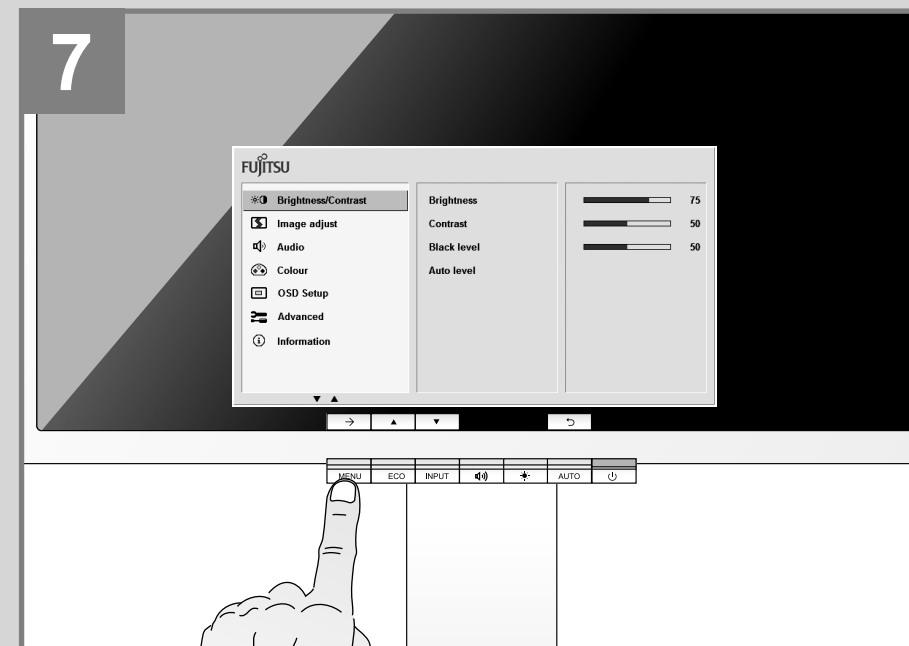 7
FUJITSU
Brightness/Contrast
Image adjust
Audio
Colour
OSD Setup
Advanced
Information
Brightness 75
Contrast 50
Black level 50
Auto level
MENU ECO INPUT AUTO